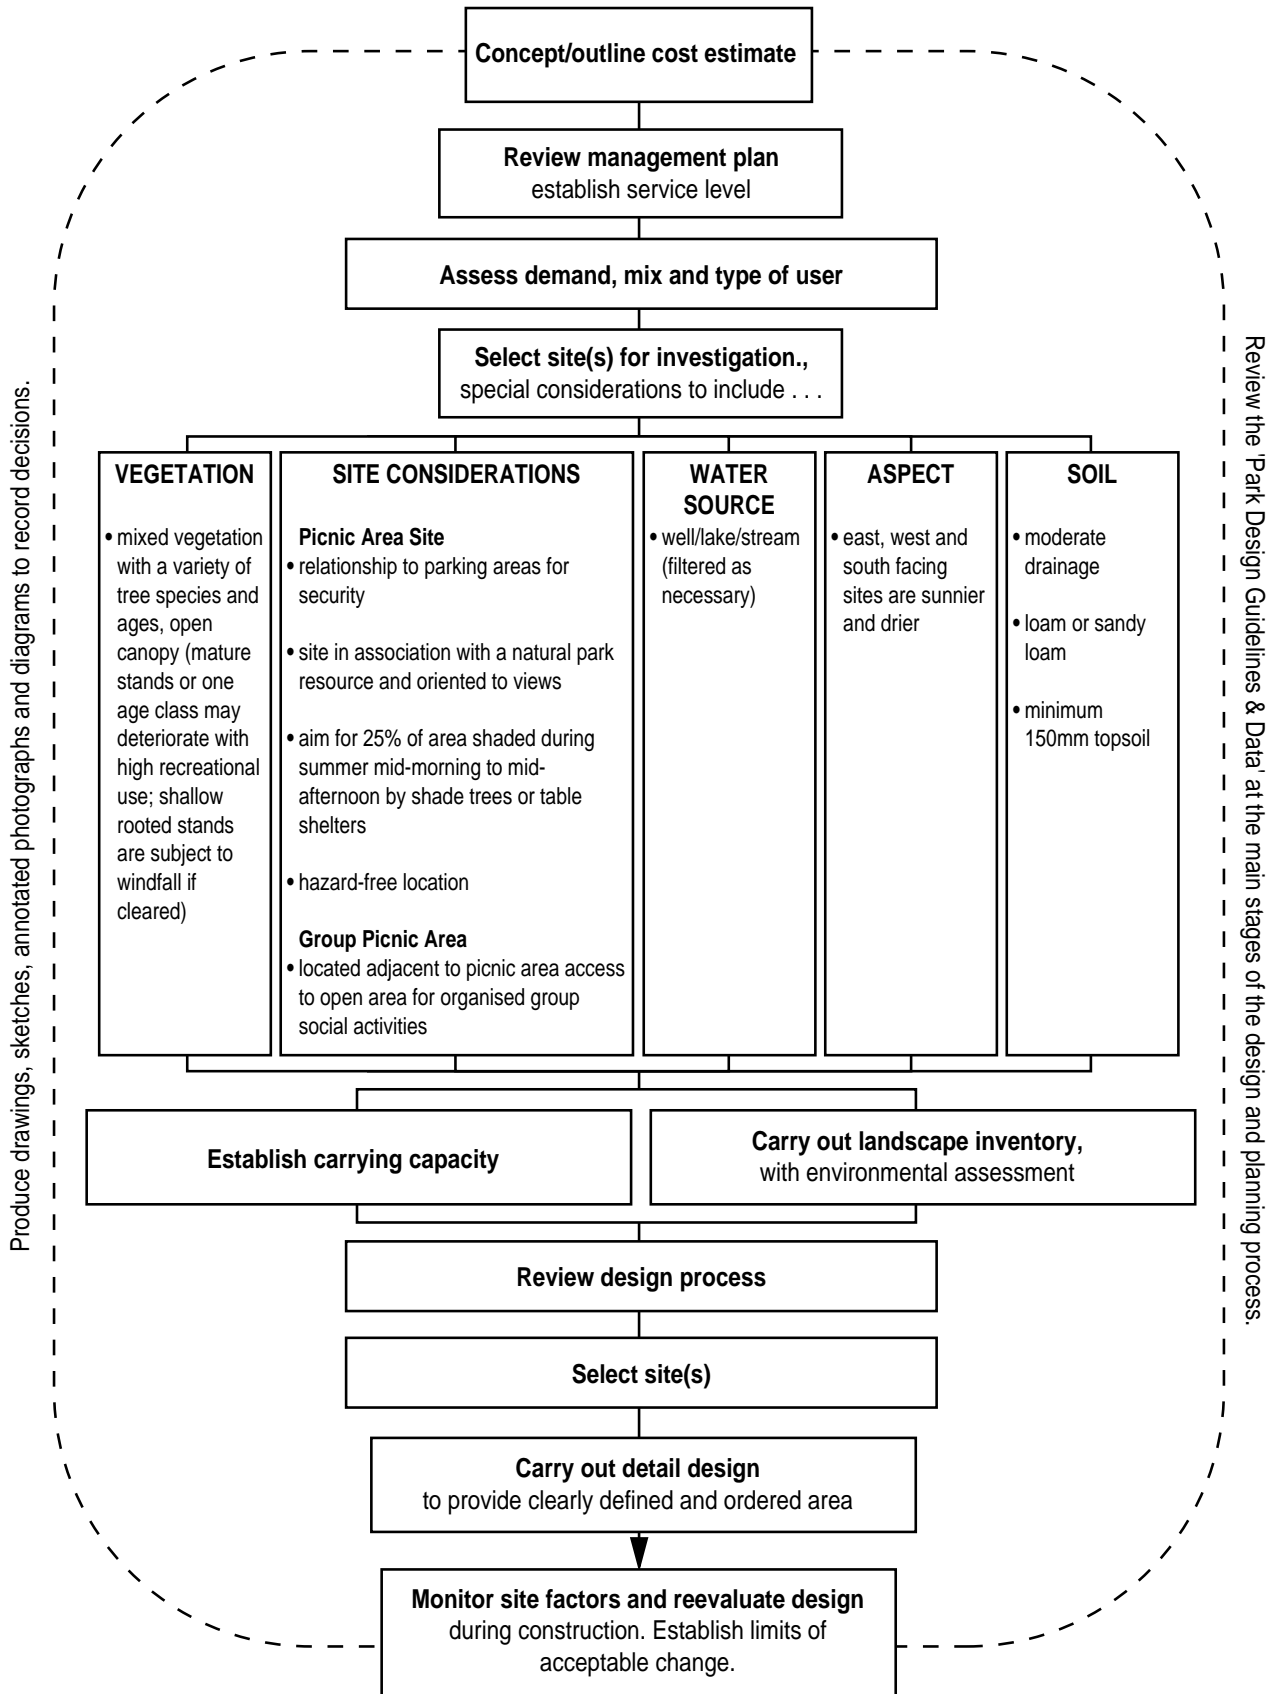 Concept/outline cost estimate
Review management plan
establish service level
Assess demand, mix and type of user
Select site(s) for investigation.,
special considerations to include . . .
VEGETATION
• mixed vegetation
with a variety of
tree species and
ages, open
canopy (mature
stands or one
age class may
deteriorate with
high recreational
use; shallow
rooted stands
are subject to
windfall if
cleared)
SITE CONSIDERATIONS
Picnic Area Site
• relationship to parking areas for
security
• site in association with a natural park
resource and oriented to views
• aim for 25% of area shaded during
summer mid-morning to mid-
afternoon by shade trees or table
shelters
• hazard-free location
Group Picnic Area
• located adjacent to picnic area access
to open area for organised group
social activities
WATER
SOURCE
• well/lake/stream
(filtered as
necessary)
ASPECT
• east, west and
south facing
sites are sunnier
and drier
SOIL
• moderate
drainage
• loam or sandy
loam
• minimum
150mm topsoil
Establish carrying capacity
Carry out landscape inventory,
with environmental assessment
Review design process
Select site(s)
Carry out detail design
to provide clearly defined and ordered area
Monitor site factors and reevaluate design
during construction. Establish limits of
acceptable change.
Produce drawings, sketches, annotated photographs and diagrams to record decisions.
Review the 'Park Design Guidelines & Data' at the main stages of the design and planning process.